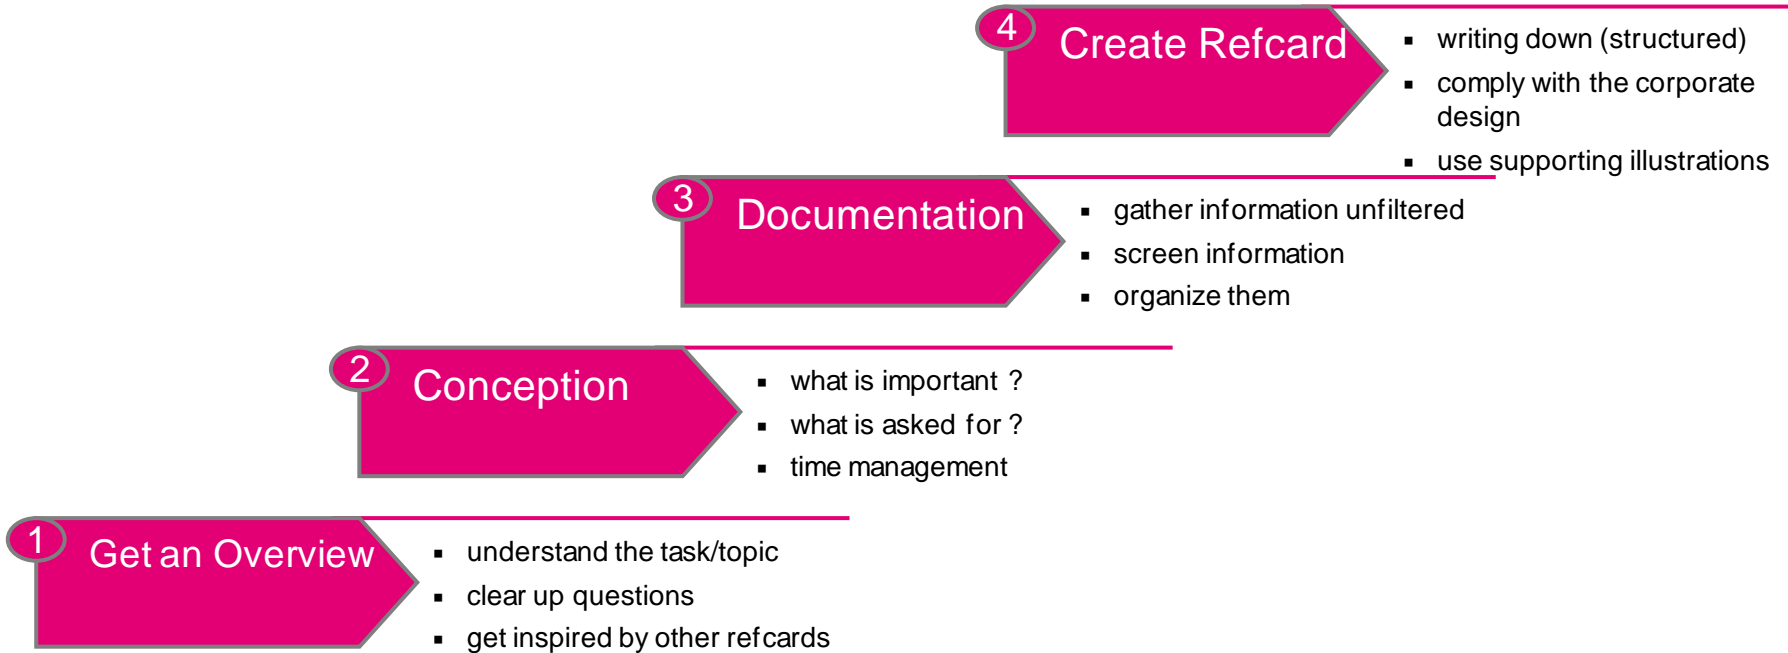 4
Create Refcard
▪ writing down (structured)
▪ comply with the corporate
design
▪ use supporting illustrations
3
Documentation
▪ gather information unfiltered
▪ screen information
▪ organize them
2
Conception
▪ what is important ?
▪ what is asked for ?
▪ time management
1
Get an Overview
▪ understand the task/topic
▪ clear up questions
▪ get inspired by other refcards